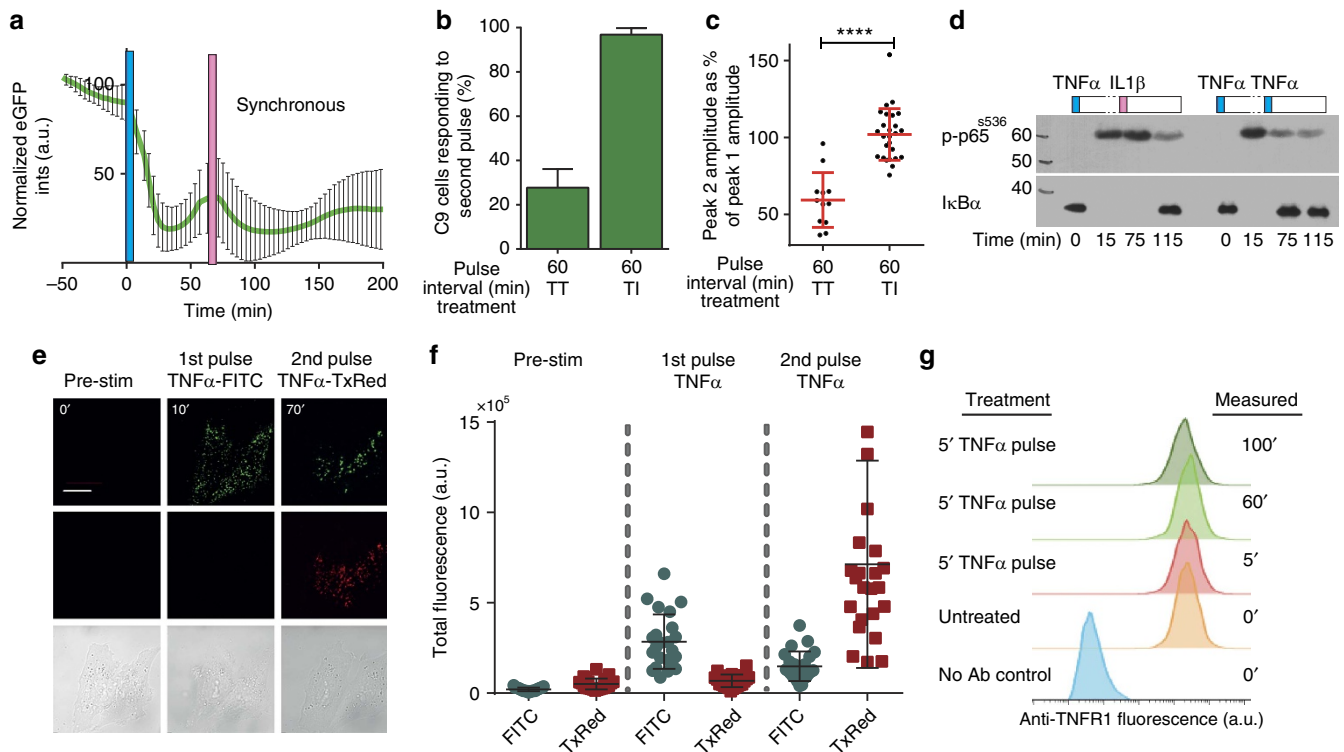 a
Normalized eGFP
ints (a.u.)
100
50
Synchronous
–50 0 50 100 150 200
Time (min)
b
C9 cells responding to
second pulse (%)
100
80
60
40
20
0
Pulse 60 60
interval (min)
treatment TT TI
c
Peak 2 amplitude as %
of peak 1 amplitude
****
150
100
50
Pulse 60 60
interval (min)
treatment TT TI
d
TNFα IL1β TNFα TNFα
p-p65s536
60
50
40
IκBα
Time (min) 0 15 75 115 0 15 75 115
e
Pre-stim
1st pulse
TNFα-FITC
2nd pulse
TNFα-TxRed
0′ 10′ 70′
f
Pre-stim
1st pulse
TNFα
2nd pulse
TNFα
×10⁵
Total fluorescence (a.u.)
15
10
5
0
FITC TxRed FITC TxRed FITC TxRed
g
Treatment Measured
5′ TNFα pulse 100′
5′ TNFα pulse 60′
5′ TNFα pulse 5′
Untreated 0′
No Ab control 0′
Anti-TNFR1 fluorescence (a.u.)